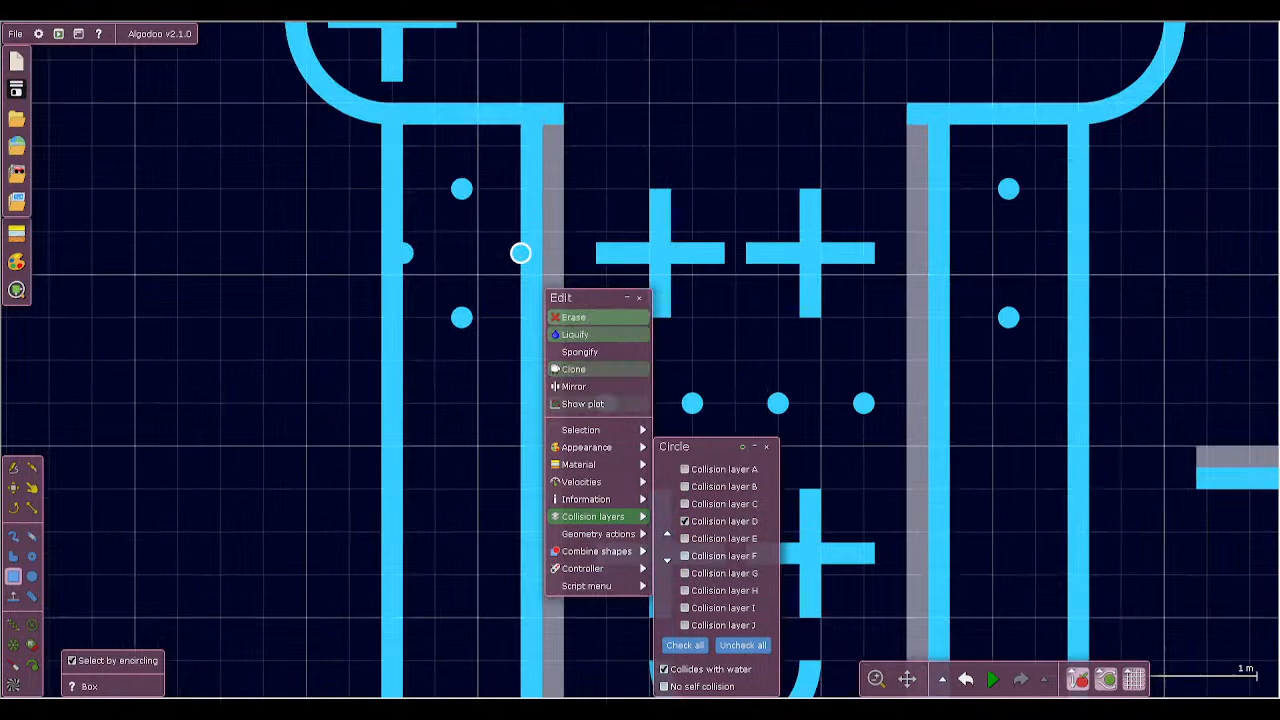 File ? Algodoo v2.1.0
Edit
Erase
Liquify
Spongify
Clone
Mirror
Show plot
Selection
Appearance
Material
Velocities
Information
Collision layers
Geometry actions
Combine shapes
Controller
Script menu
Circle
Collision layer A
Collision layer B
Collision layer C
Collision layer D
Collision layer E
Collision layer F
Collision layer G
Collision layer H
Collision layer I
Collision layer J
Check all Uncheck all
Collides with water
No self collision
Select by encircling
? Box
1 m